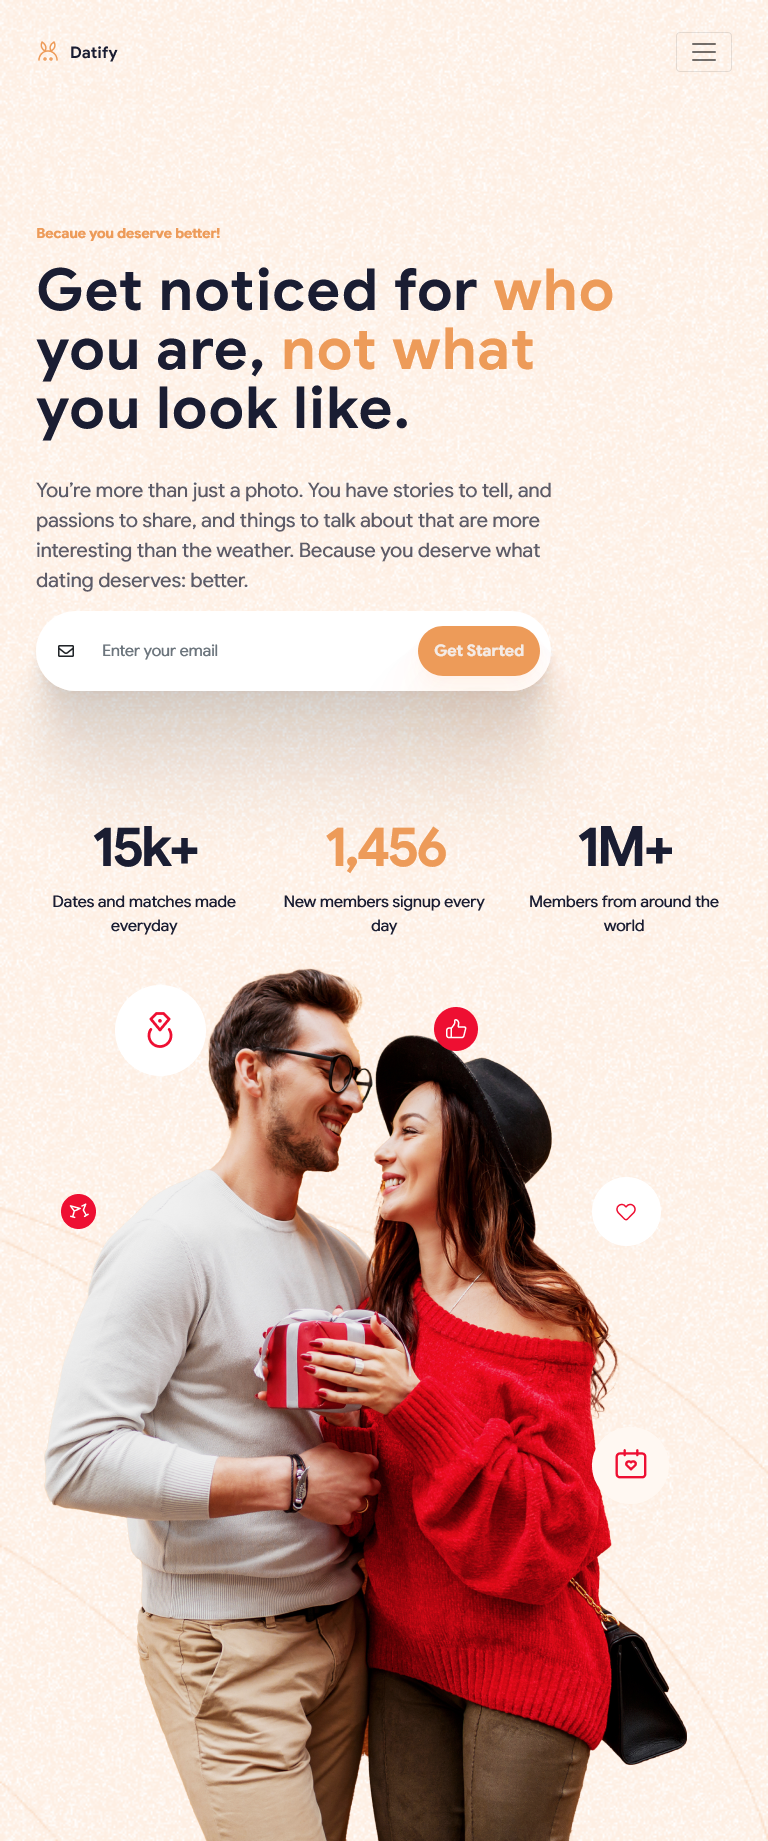 Datify
Becaue you deserve better!
Get noticed for who
you are, not what
you look like.
You’re more than just a photo. You have stories to tell, and
passions to share, and things to talk about that are more
interesting than the weather. Because you deserve what
dating deserves: better.
Enter your email
Get Started
15k+
Dates and matches made
everyday
1,456
New members signup every
day
1M+
Members from around the
world